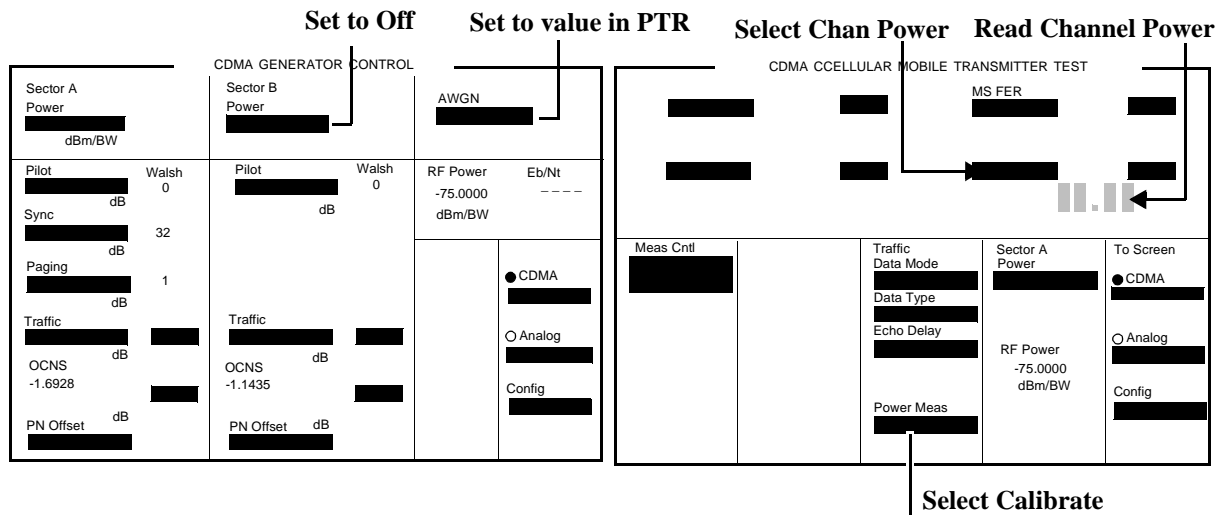 Set to Off
Set to value in PTR
Select Chan Power
Read Channel Power
CDMA GENERATOR CONTROL
Sector A
Power
dBm/BW
Sector B
Power
AWGN
Pilot
Walsh
0
dB
Sync
32
dB
Paging
1
dB
Traffic
dB
OCNS
-1.6928
dB
PN Offset
Pilot
Walsh
0
dB
Traffic
dB
OCNS
-1.1435
PN Offset
dB
RF Power
-75.0000
dBm/BW
Eb/Nt
– – – –
CDMA
Analog
Config
CDMA CCELLULAR MOBILE TRANSMITTER TEST
MS FER
Meas Cntl
Traffic
Data Mode
Data Type
Echo Delay
Power Meas
Sector A
Power
RF Power
-75.0000
dBm/BW
To Screen
CDMA
Analog
Config
Select Calibrate